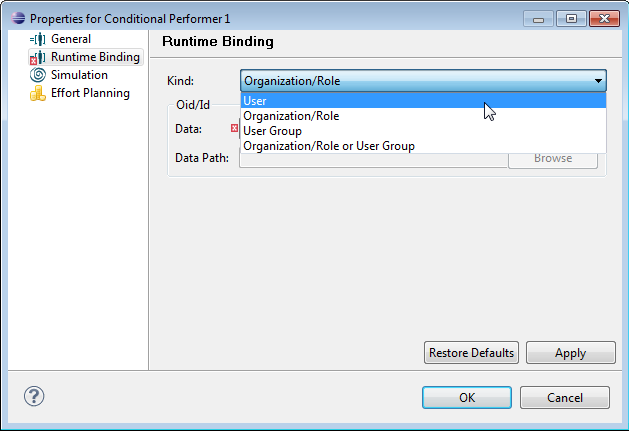 Properties for Conditional Performer 1
General
Runtime Binding
Simulation
Effort Planning
Runtime Binding
Kind: Organization/Role
User
Organization/Role
User Group
Organization/Role or User Group
Oid/Id
Data:
Data Path:
Browse
Restore Defaults Apply
? OK Cancel